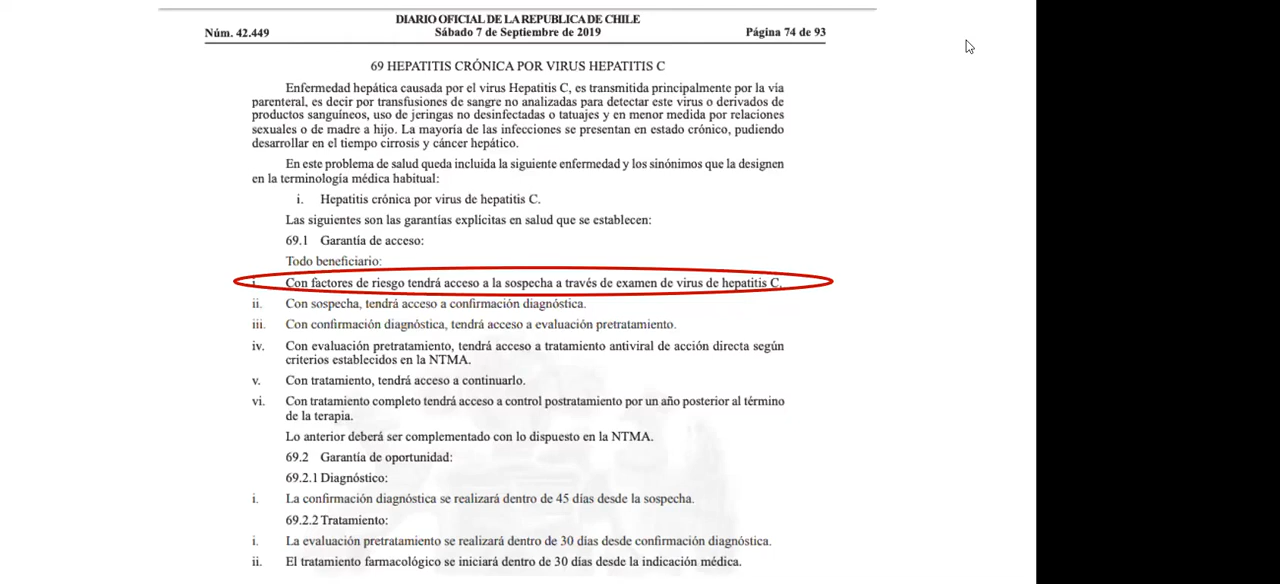 DIARIO OFICIAL DE LA REPUBLICA DE CHILE
Núm. 42.449 Sábado 7 de Septiembre de 2019 Página 74 de 93
69 HEPATITIS CRÓNICA POR VIRUS HEPATITIS C
Enfermedad hepática causada por el virus Hepatitis C, es transmitida principalmente por la vía
parenteral, es decir por transfusiones de sangre no analizadas para detectar este virus o derivados de
productos sanguíneos, uso de jeringas no desinfectadas o tatuajes y en menor medida por relaciones
sexuales o de madre a hijo. La mayoría de las infecciones se presentan en estado crónico, pudiendo
desarrollar en el tiempo cirrosis y cáncer hepático.
En este problema de salud queda incluida la siguiente enfermedad y los sinónimos que la designen
en la terminología médica habitual:
i. Hepatitis crónica por virus de hepatitis C.
Las siguientes son las garantías explícitas en salud que se establecen:
69.1 Garantía de acceso:
Todo beneficiario:
i. Con factores de riesgo tendrá acceso a la sospecha a través de examen de virus de hepatitis C.
ii. Con sospecha, tendrá acceso a confirmación diagnóstica.
iii. Con confirmación diagnóstica, tendrá acceso a evaluación pretratamiento.
iv. Con evaluación pretratamiento, tendrá acceso a tratamiento antiviral de acción directa según
criterios establecidos en la NTMA.
v. Con tratamiento, tendrá acceso a continuarlo.
vi. Con tratamiento completo tendrá acceso a control postratamiento por un año posterior al término
de la terapia.
Lo anterior deberá ser complementado con lo dispuesto en la NTMA.
69.2 Garantía de oportunidad:
69.2.1 Diagnóstico:
i. La confirmación diagnóstica se realizará dentro de 45 días desde la sospecha.
69.2.2 Tratamiento:
i. La evaluación pretratamiento se realizará dentro de 30 días desde confirmación diagnóstica.
ii. El tratamiento farmacológico se iniciará dentro de 30 días desde la indicación médica.